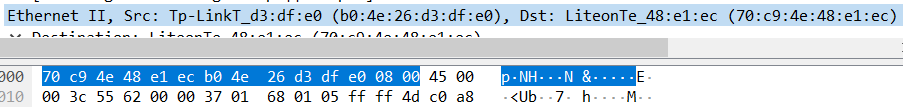 Ethernet II, Src: Tp-LinkT_d3:df:e0 (b0:4e:26:d3:df:e0), Dst: LiteonTe_48:e1:ec (70:c9:4e:48:e1:ec)
Destination: LiteonTe_48:e1:ec (70:c9:4e:48:e1:ec)
000 70 c9 4e 48 e1 ec b0 4e 26 d3 df e0 08 00 45 00 p·NH···N &·····E·
010 00 3c 55 62 00 00 37 01 68 01 05 ff ff 4d c0 a8 ·<Ub··7· h····M··